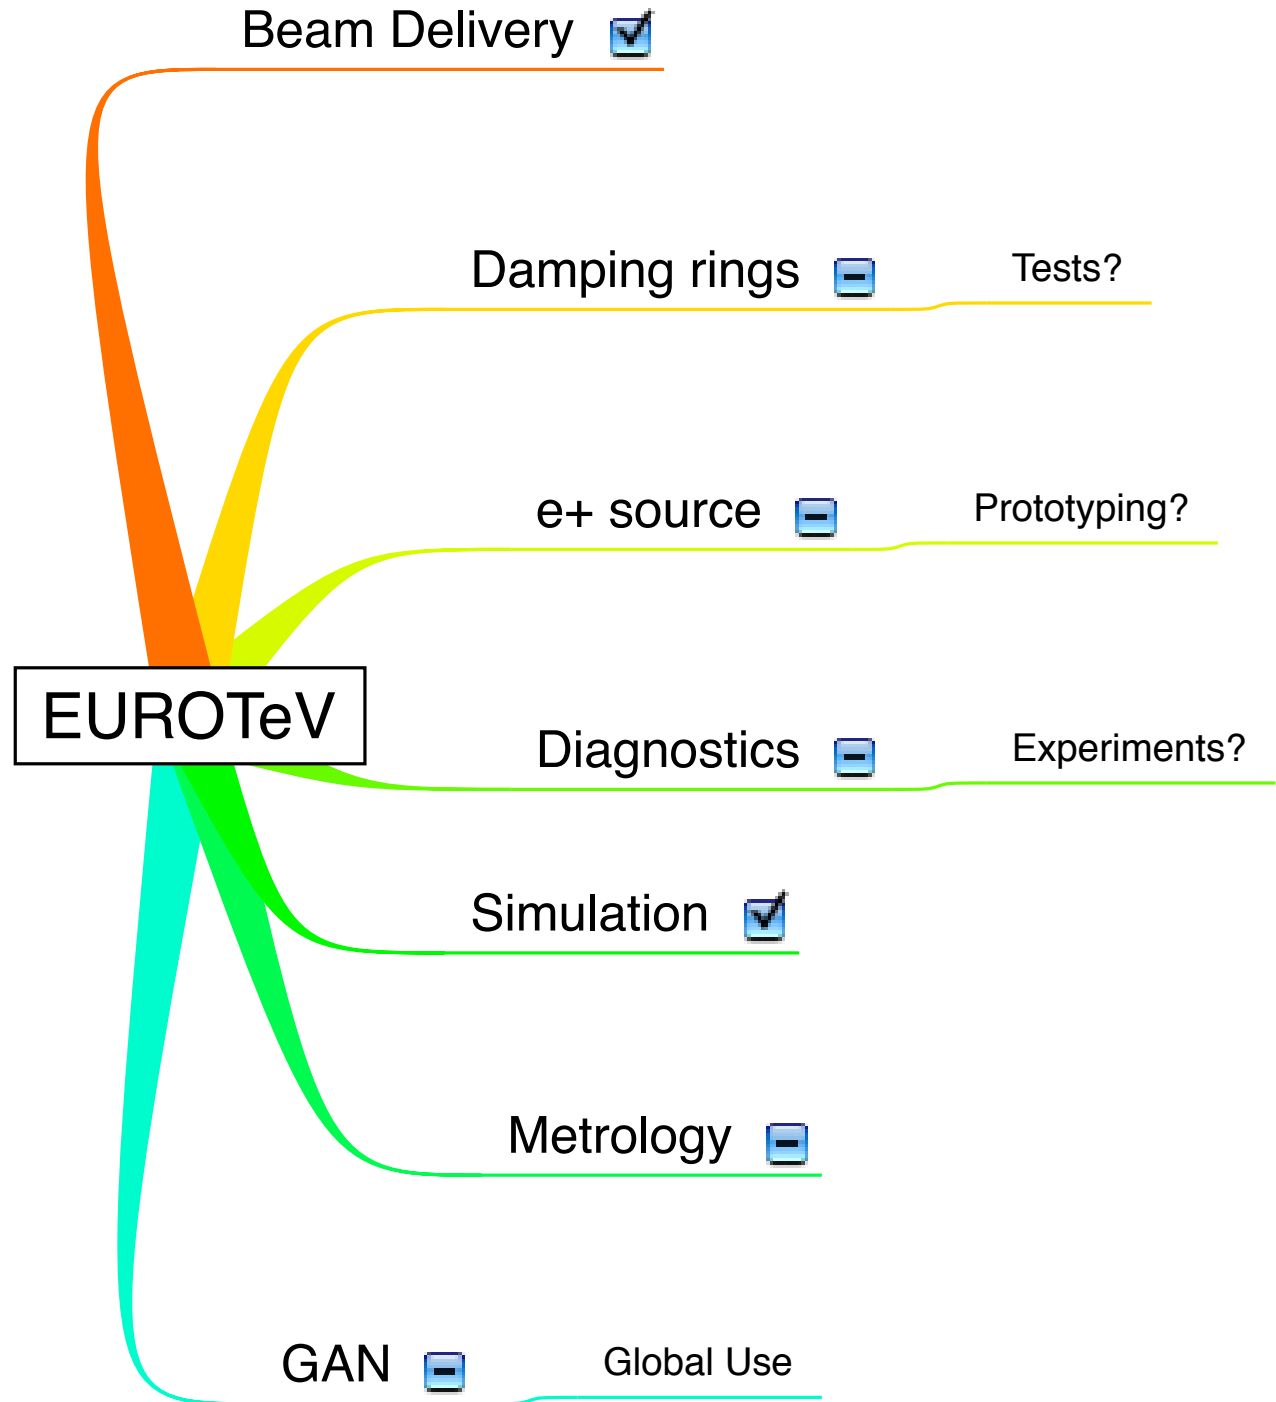 Beam Delivery
Damping rings
Tests?
e+ source
Prototyping?
EUROTeV
Diagnostics
Experiments?
Simulation
Metrology
GAN
Global Use